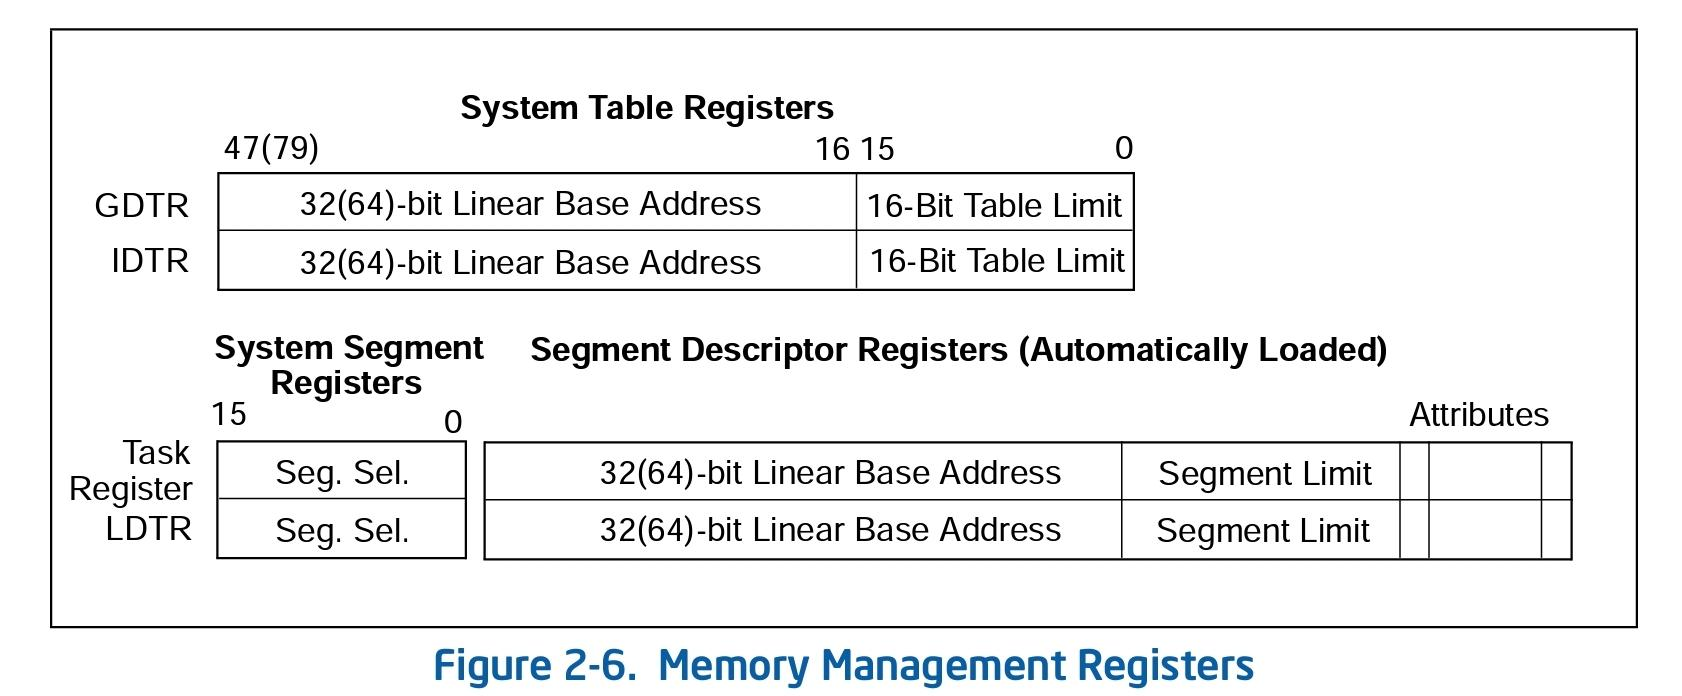 System Table Registers
47(79) 16 15 0
GDTR 32(64)-bit Linear Base Address 16-Bit Table Limit
IDTR 32(64)-bit Linear Base Address 16-Bit Table Limit
System Segment Segment Descriptor Registers (Automatically Loaded)
Registers
15 0 Attributes
Task
Register Seg. Sel. 32(64)-bit Linear Base Address Segment Limit
LDTR Seg. Sel. 32(64)-bit Linear Base Address Segment Limit
Figure 2-6. Memory Management Registers